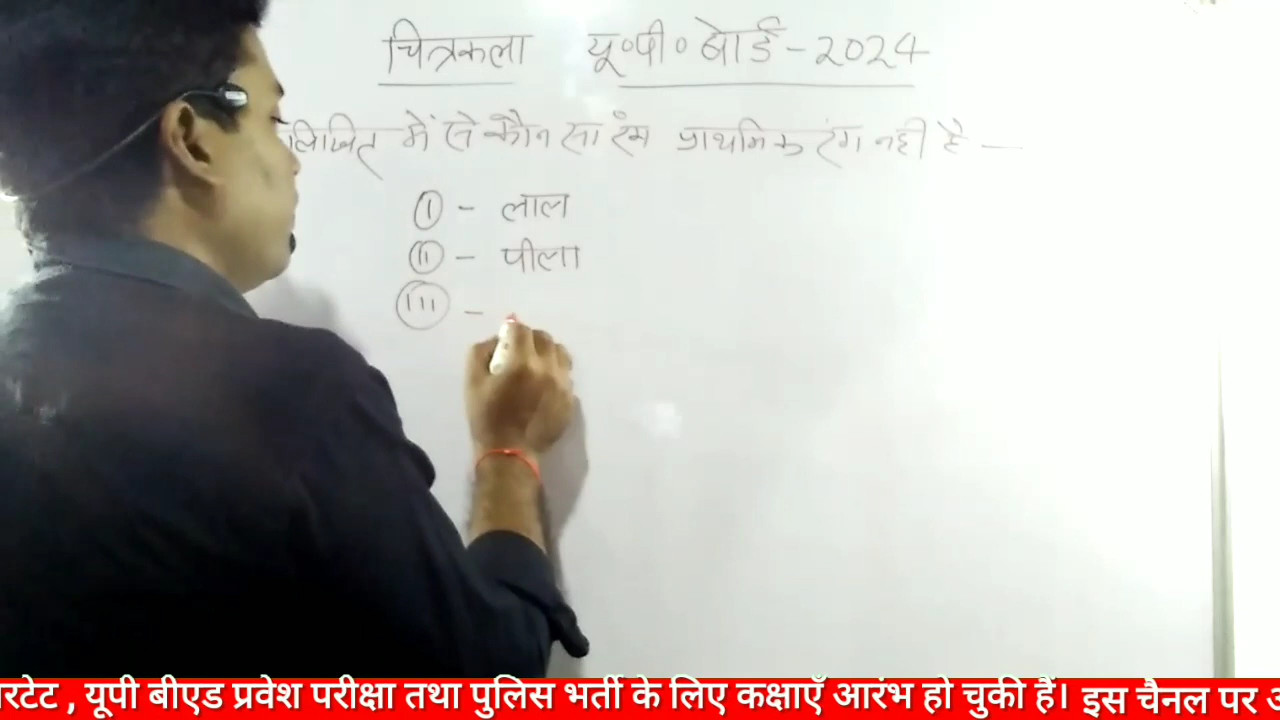 चित्रकला यू०पी० बोर्ड - 2024
लिखित में से कौन सा रंग प्राथमिक रंग नहीं है —
(i) - लाल
(ii) - पीला
(iii) -
रटेट , यूपी बीएड प्रवेश परीक्षा तथा पुलिस भर्ती के लिए कक्षाएँ आरंभ हो चुकी हैं। इस चैनल पर